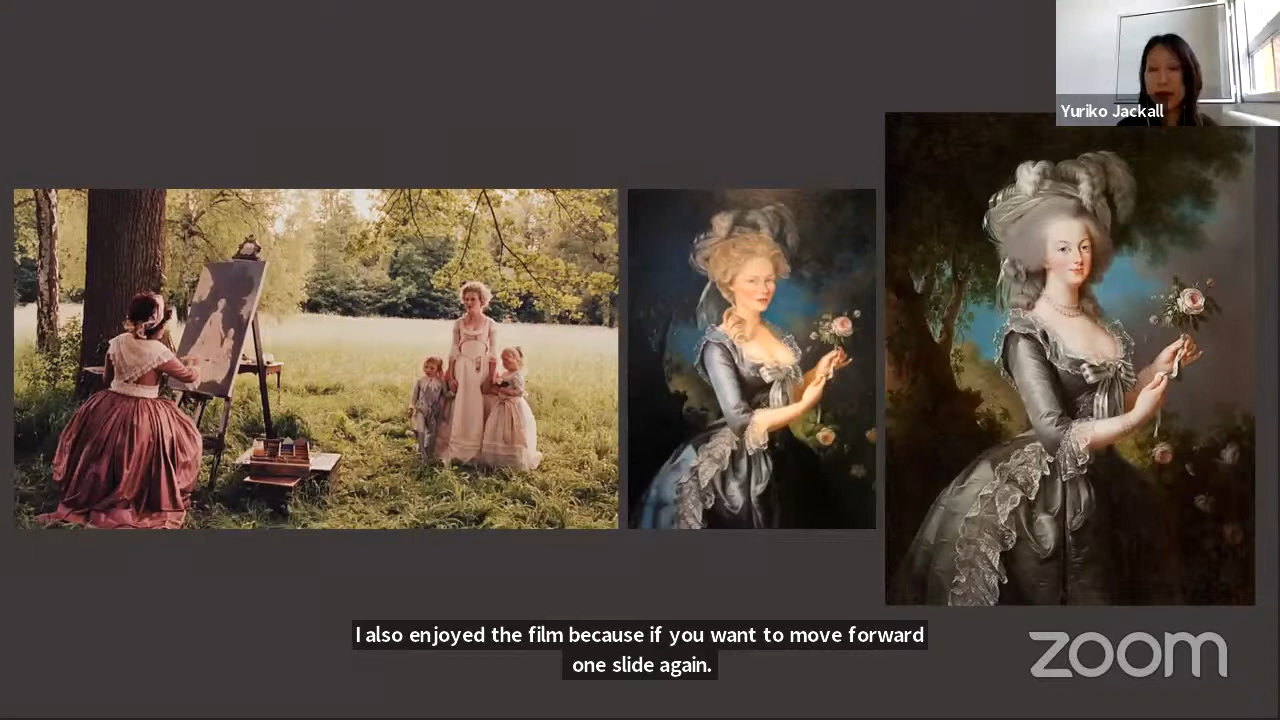 Yuriko Jackall
I also enjoyed the film because if you want to move forward
one slide again.
zoom